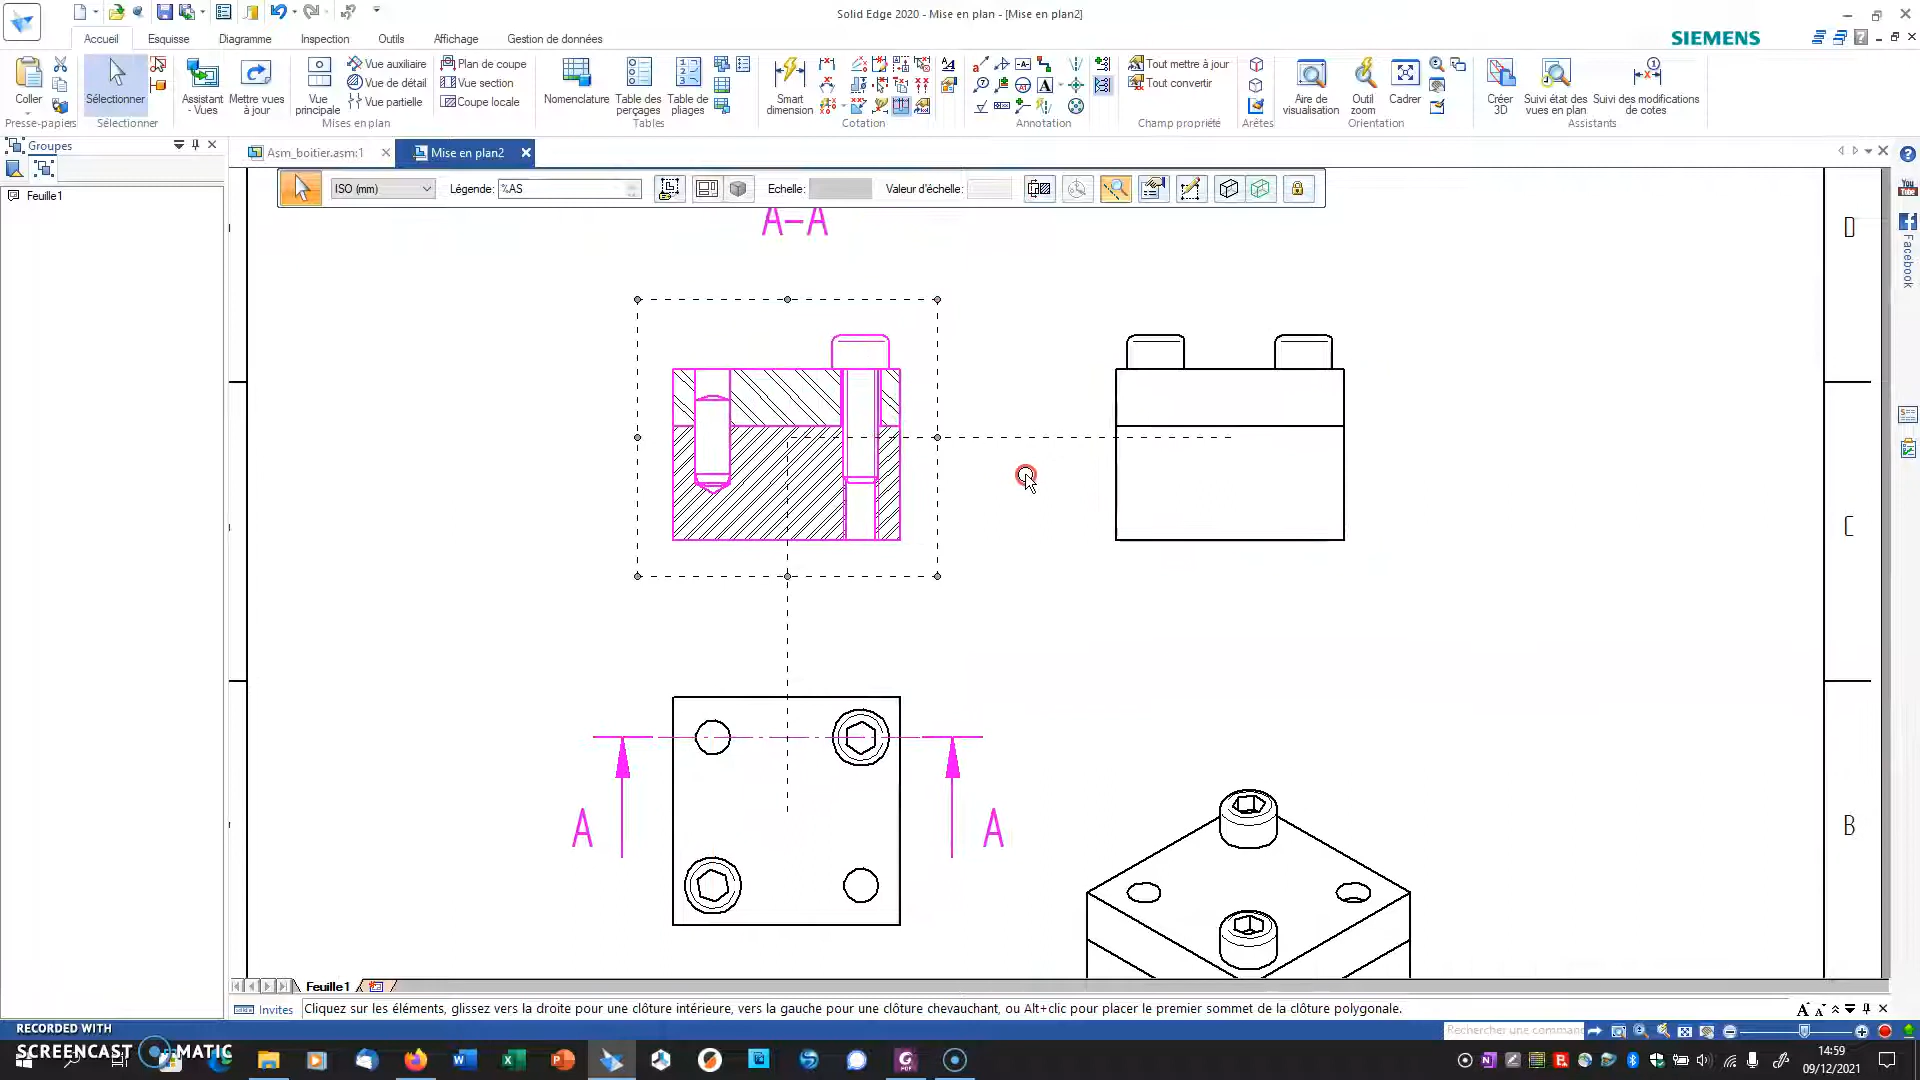 Solid Edge 2020 - Mise en plan - [Mise en plan2]
Accueil Esquisse Diagramme Inspection Outils Affichage Gestion de données
SIEMENS
Coller
Presse-papiers
Sélectionner
Sélectionner
Assistant - Vues
Mettre vues à jour
Vue principale
Vue auxiliaire
Vue de détail
Vue partielle
Plan de coupe
Vue section
Coupe locale
Mises en plan
Nomenclature
Table des perçages
Table de pliages
Tables
Smart dimension
Cotation
Annotation
Tout mettre à jour
Tout convertir
Champ propriété
Arêtes
Aire de visualisation
Outil zoom
Cadrer
Orientation
Créer 3D
Suivi état des vues en plan
Suivi des modifications de cotes
Assistants
Groupes
Feuille1
Asm_boitier.asm:1
Mise en plan2
ISO (mm)
Légende: %AS
Echelle:
Valeur d'échelle:
A-A
D
C
B
A A
You Tube
Facebook
Feuille1
Invites
Cliquez sur les éléments, glissez vers la droite pour une clôture intérieure, vers la gauche pour une clôture chevauchant, ou Alt+clic pour placer le premier sommet de la clôture polygonale.
Rechercher une command
RECORDED WITH
SCREENCAST MATIC
14:59
09/12/2021